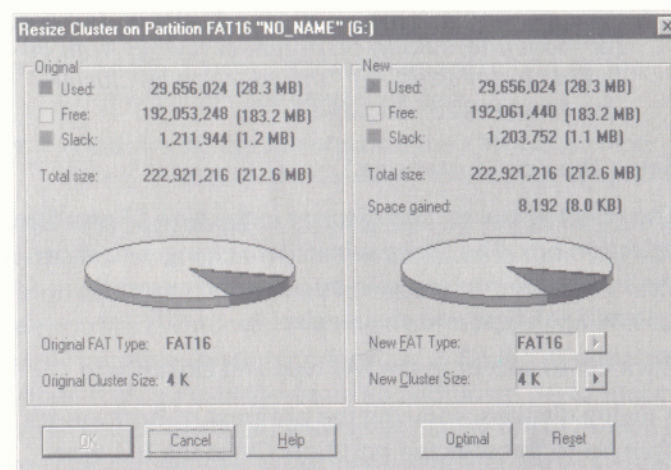 Resize Cluster on Partition FAT16 "NO_NAME" (G:)
Original
Used: 29,656,024 (28.3 MB)
Free: 192,053,248 (183.2 MB)
Slack: 1,211,944 (1.2 MB)
Total size: 222,921,216 (212.6 MB)
Original FAT Type: FAT16
Original Cluster Size: 4 K
New
Used: 29,656,024 (28.3 MB)
Free: 192,061,440 (183.2 MB)
Slack: 1,203,752 (1.1 MB)
Total size: 222,921,216 (212.6 MB)
Space gained: 8,192 (8.0 KB)
New FAT Type: FAT16
New Cluster Size: 4 K
OK Cancel Help Optimal Reset